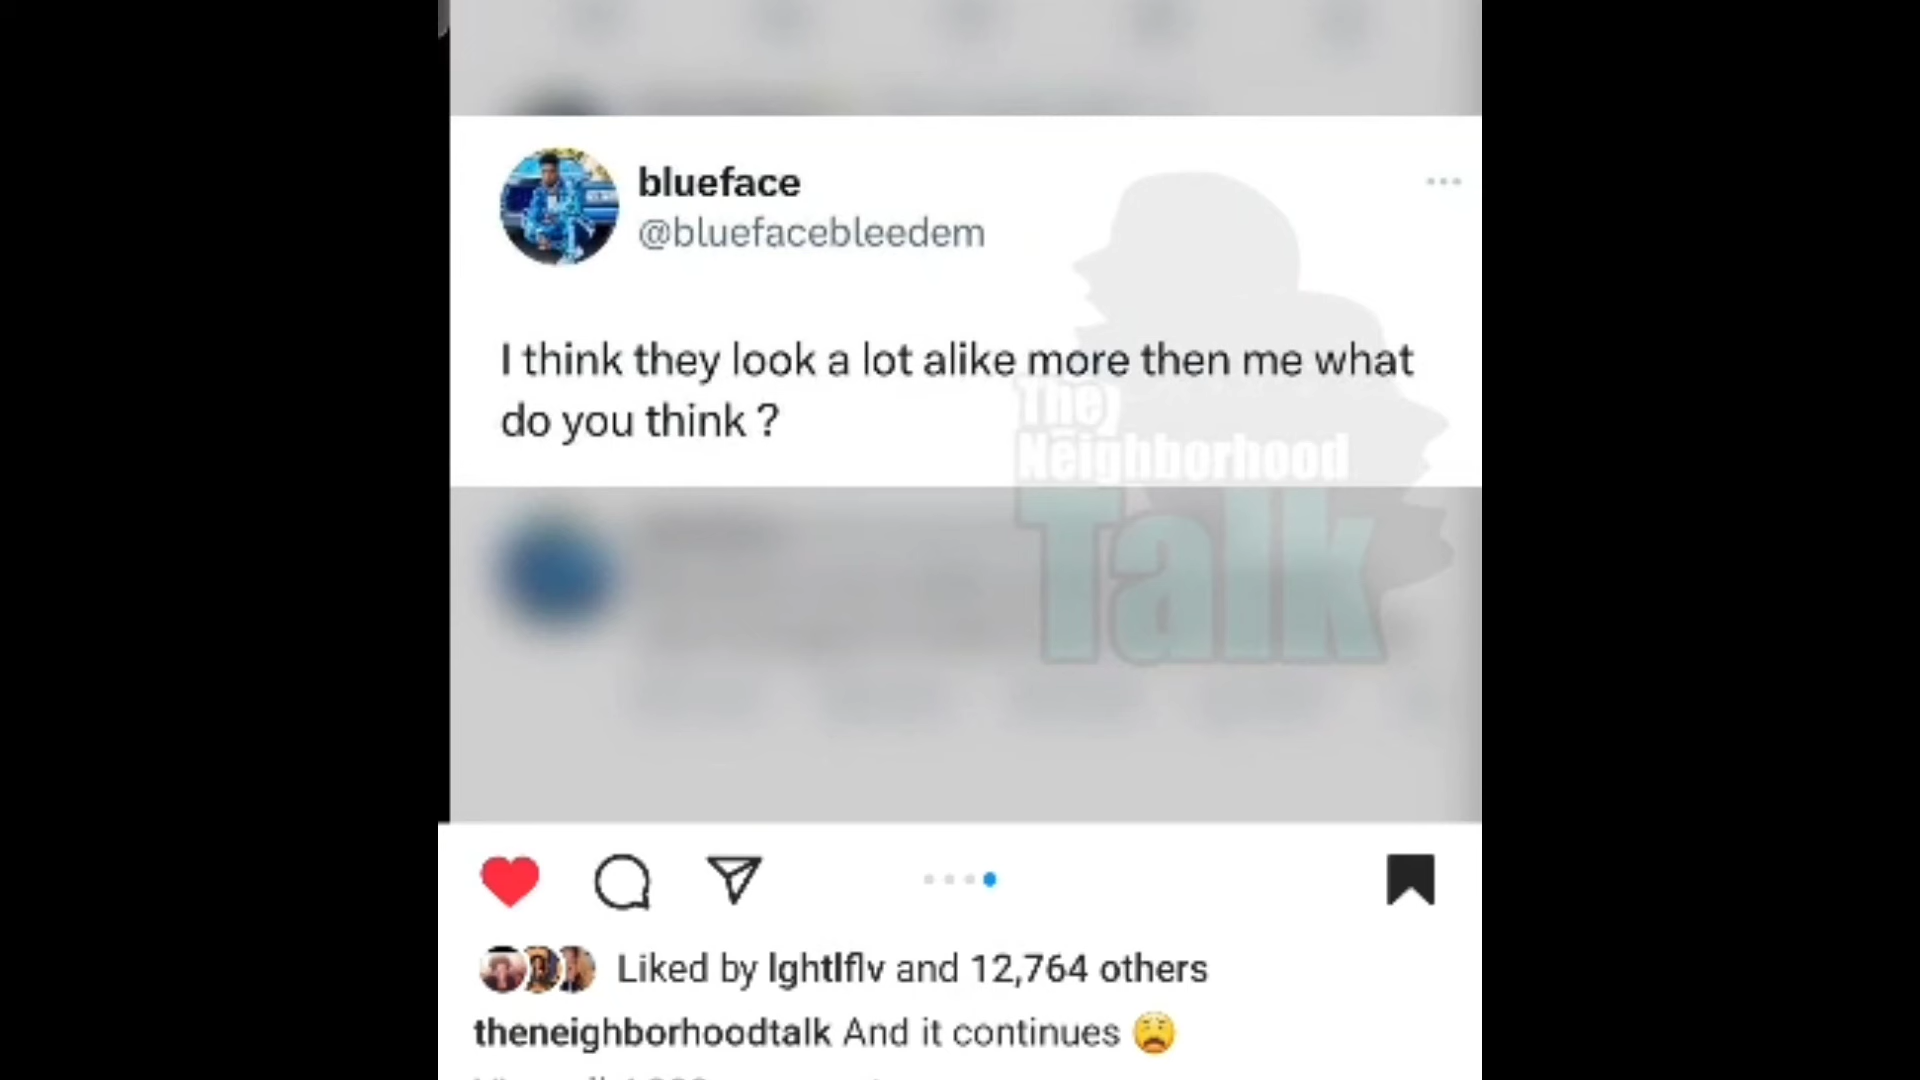 blueface
@bluefacebleedem
I think they look a lot alike more then me what
do you think ?
The
Neighborhood
Talk
Liked by lghtlflv and 12,764 others
theneighborhoodtalk And it continues 😩